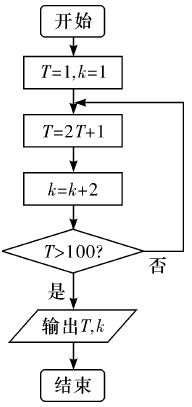 开始
T=1,k=1
T=2T+1
k=k+2
T>100?
否
是
输出T,k
结束